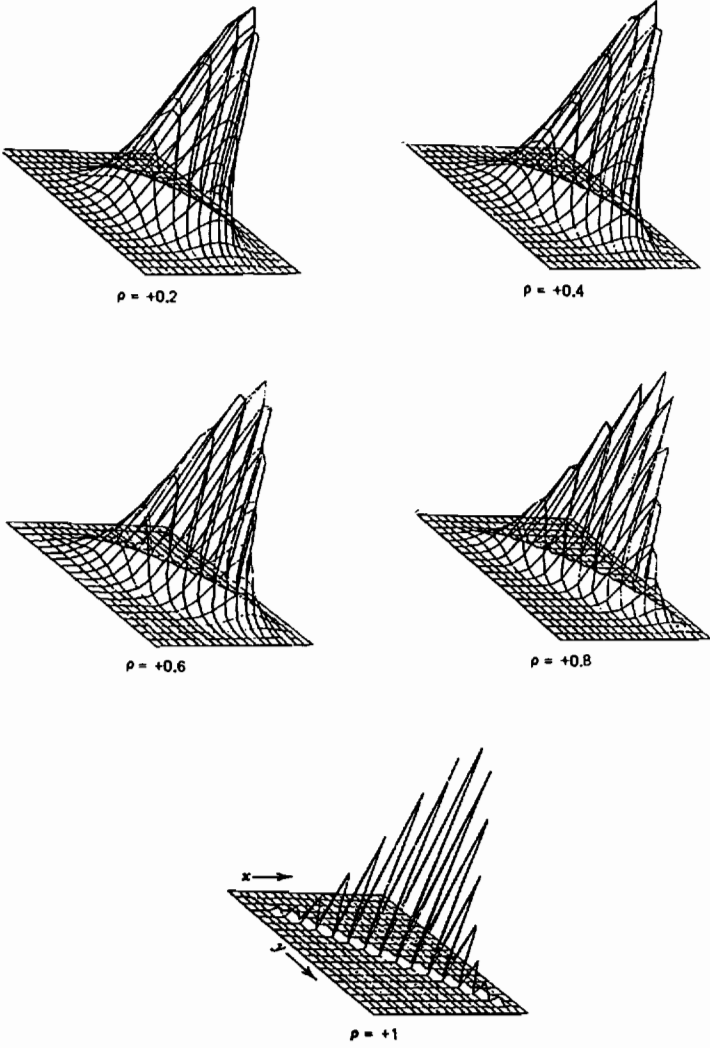 ρ = +0.2
ρ = +0.4
ρ = +0.6
ρ = +0.8
x
y
ρ = +1